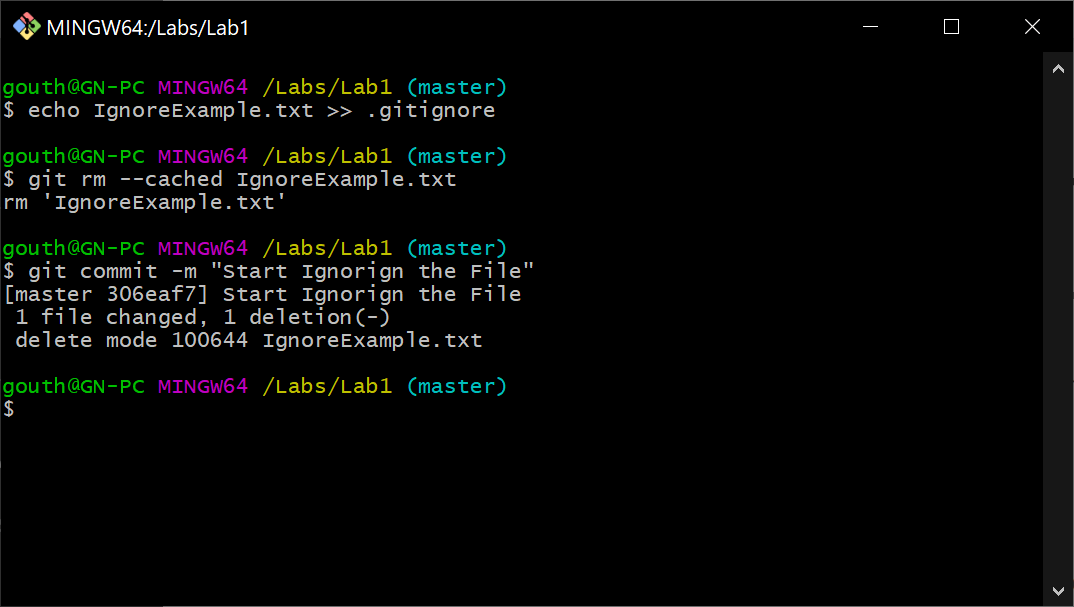 MINGW64:/Labs/Lab1
gouth@GN-PC MINGW64 /Labs/Lab1 (master)
$ echo IgnoreExample.txt >> .gitignore
gouth@GN-PC MINGW64 /Labs/Lab1 (master)
$ git rm --cached IgnoreExample.txt
rm 'IgnoreExample.txt'
gouth@GN-PC MINGW64 /Labs/Lab1 (master)
$ git commit -m "Start Ignorign the File"
[master 306eaf7] Start Ignorign the File
 1 file changed, 1 deletion(-)
 delete mode 100644 IgnoreExample.txt
gouth@GN-PC MINGW64 /Labs/Lab1 (master)
$